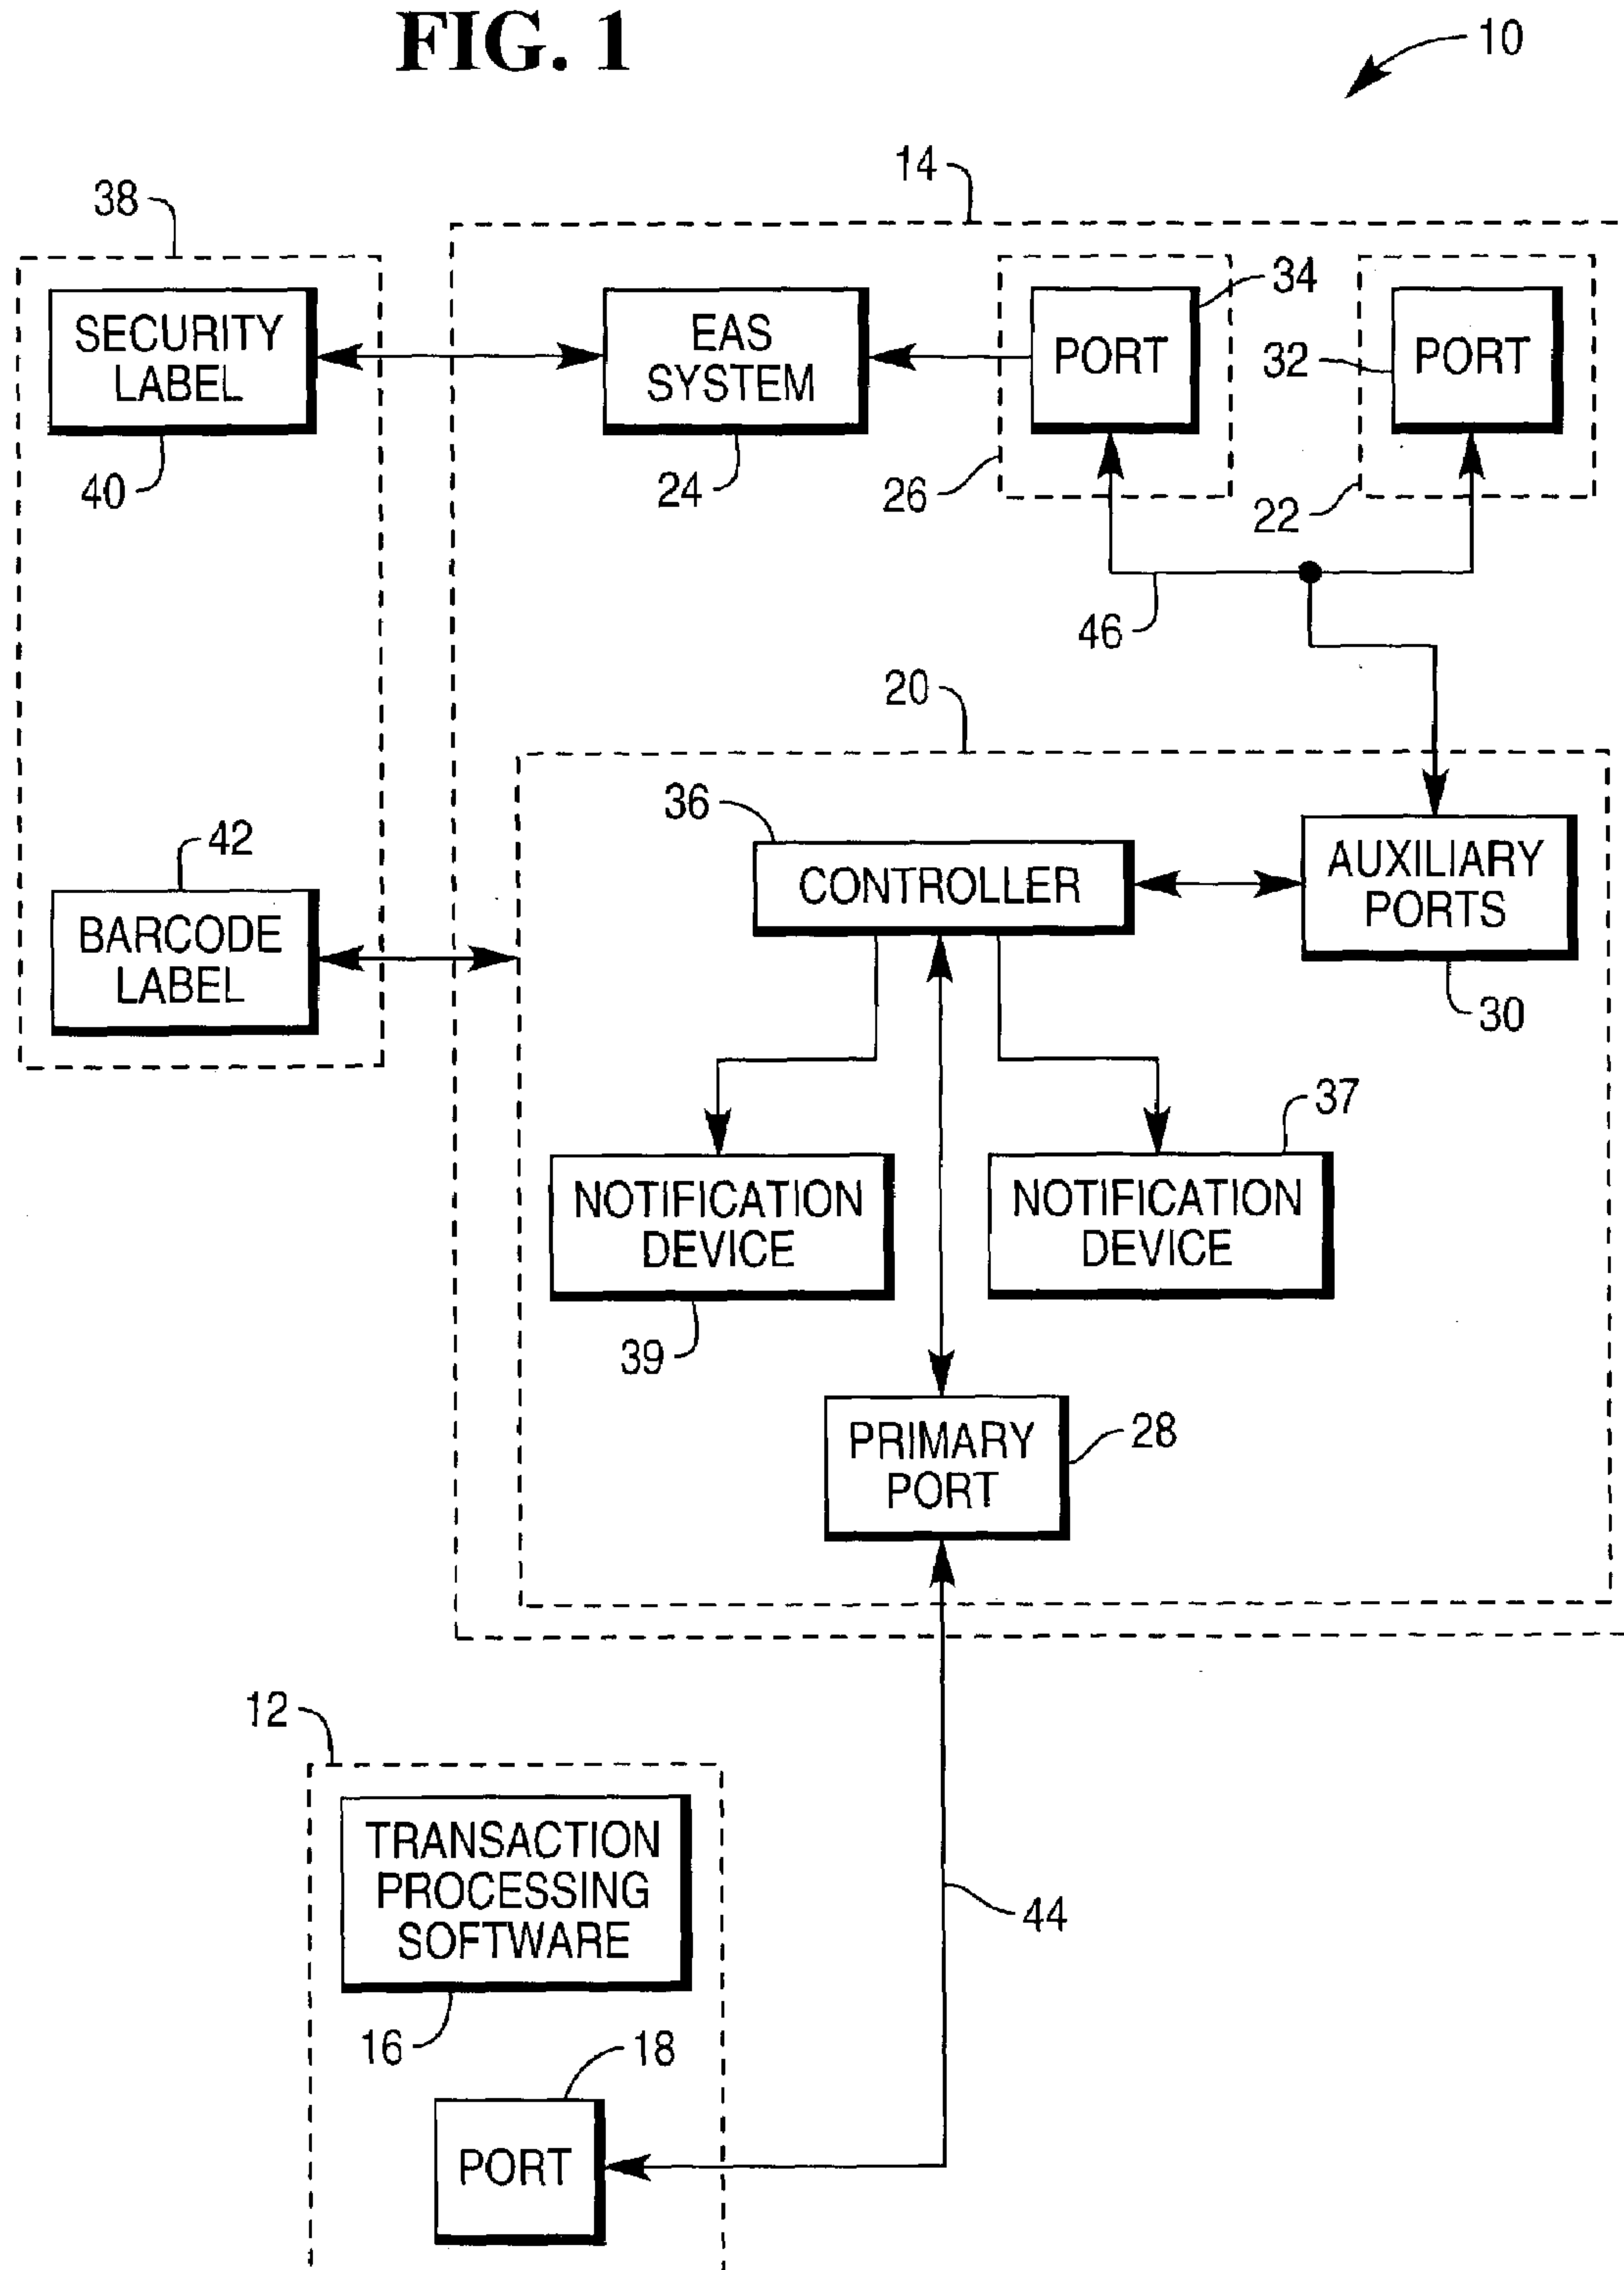 FIG. 1
10
14
38
34
SECURITY
LABEL
EAS
SYSTEM
PORT
32
PORT
40
24
26
22
46
20
36
42
CONTROLLER
AUXILIARY
PORTS
BARCODE
LABEL
30
37
NOTIFICATION
DEVICE
NOTIFICATION
DEVICE
39
PRIMARY
PORT
28
12
TRANSACTION
PROCESSING
SOFTWARE
44
16
18
PORT